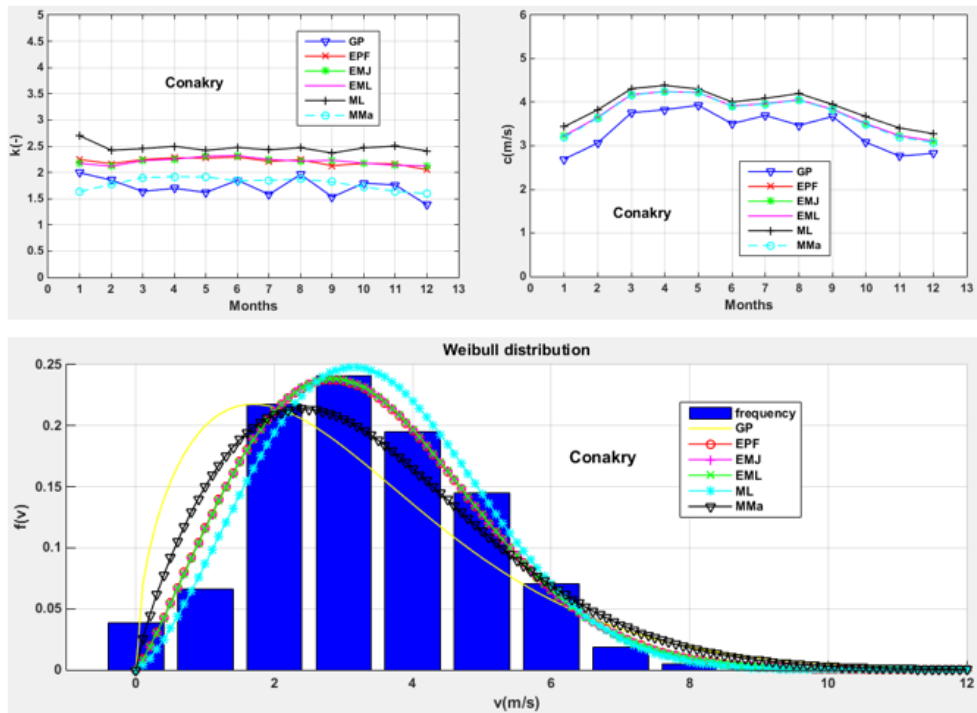 5
4.5
4
3.5
3
2.5
2
1.5
1
0.5
0
k(-)
0 1 2 3 4 5 6 7 8 9 10 11 12 13
Months
Conakry
GP
EPF
EMJ
EML
ML
MMa
6
5
4
3
2
1
0
c(m/s)
0 1 2 3 4 5 6 7 8 9 10 11 12 13
Months
Conakry
GP
EPF
EMJ
EML
ML
MMa
Weibull distribution
0.25
0.2
0.15
0.1
0.05
0
f(v)
0 2 4 6 8 10 12
v(m/s)
Conakry
frequency
GP
EPF
EMJ
EML
ML
MMa